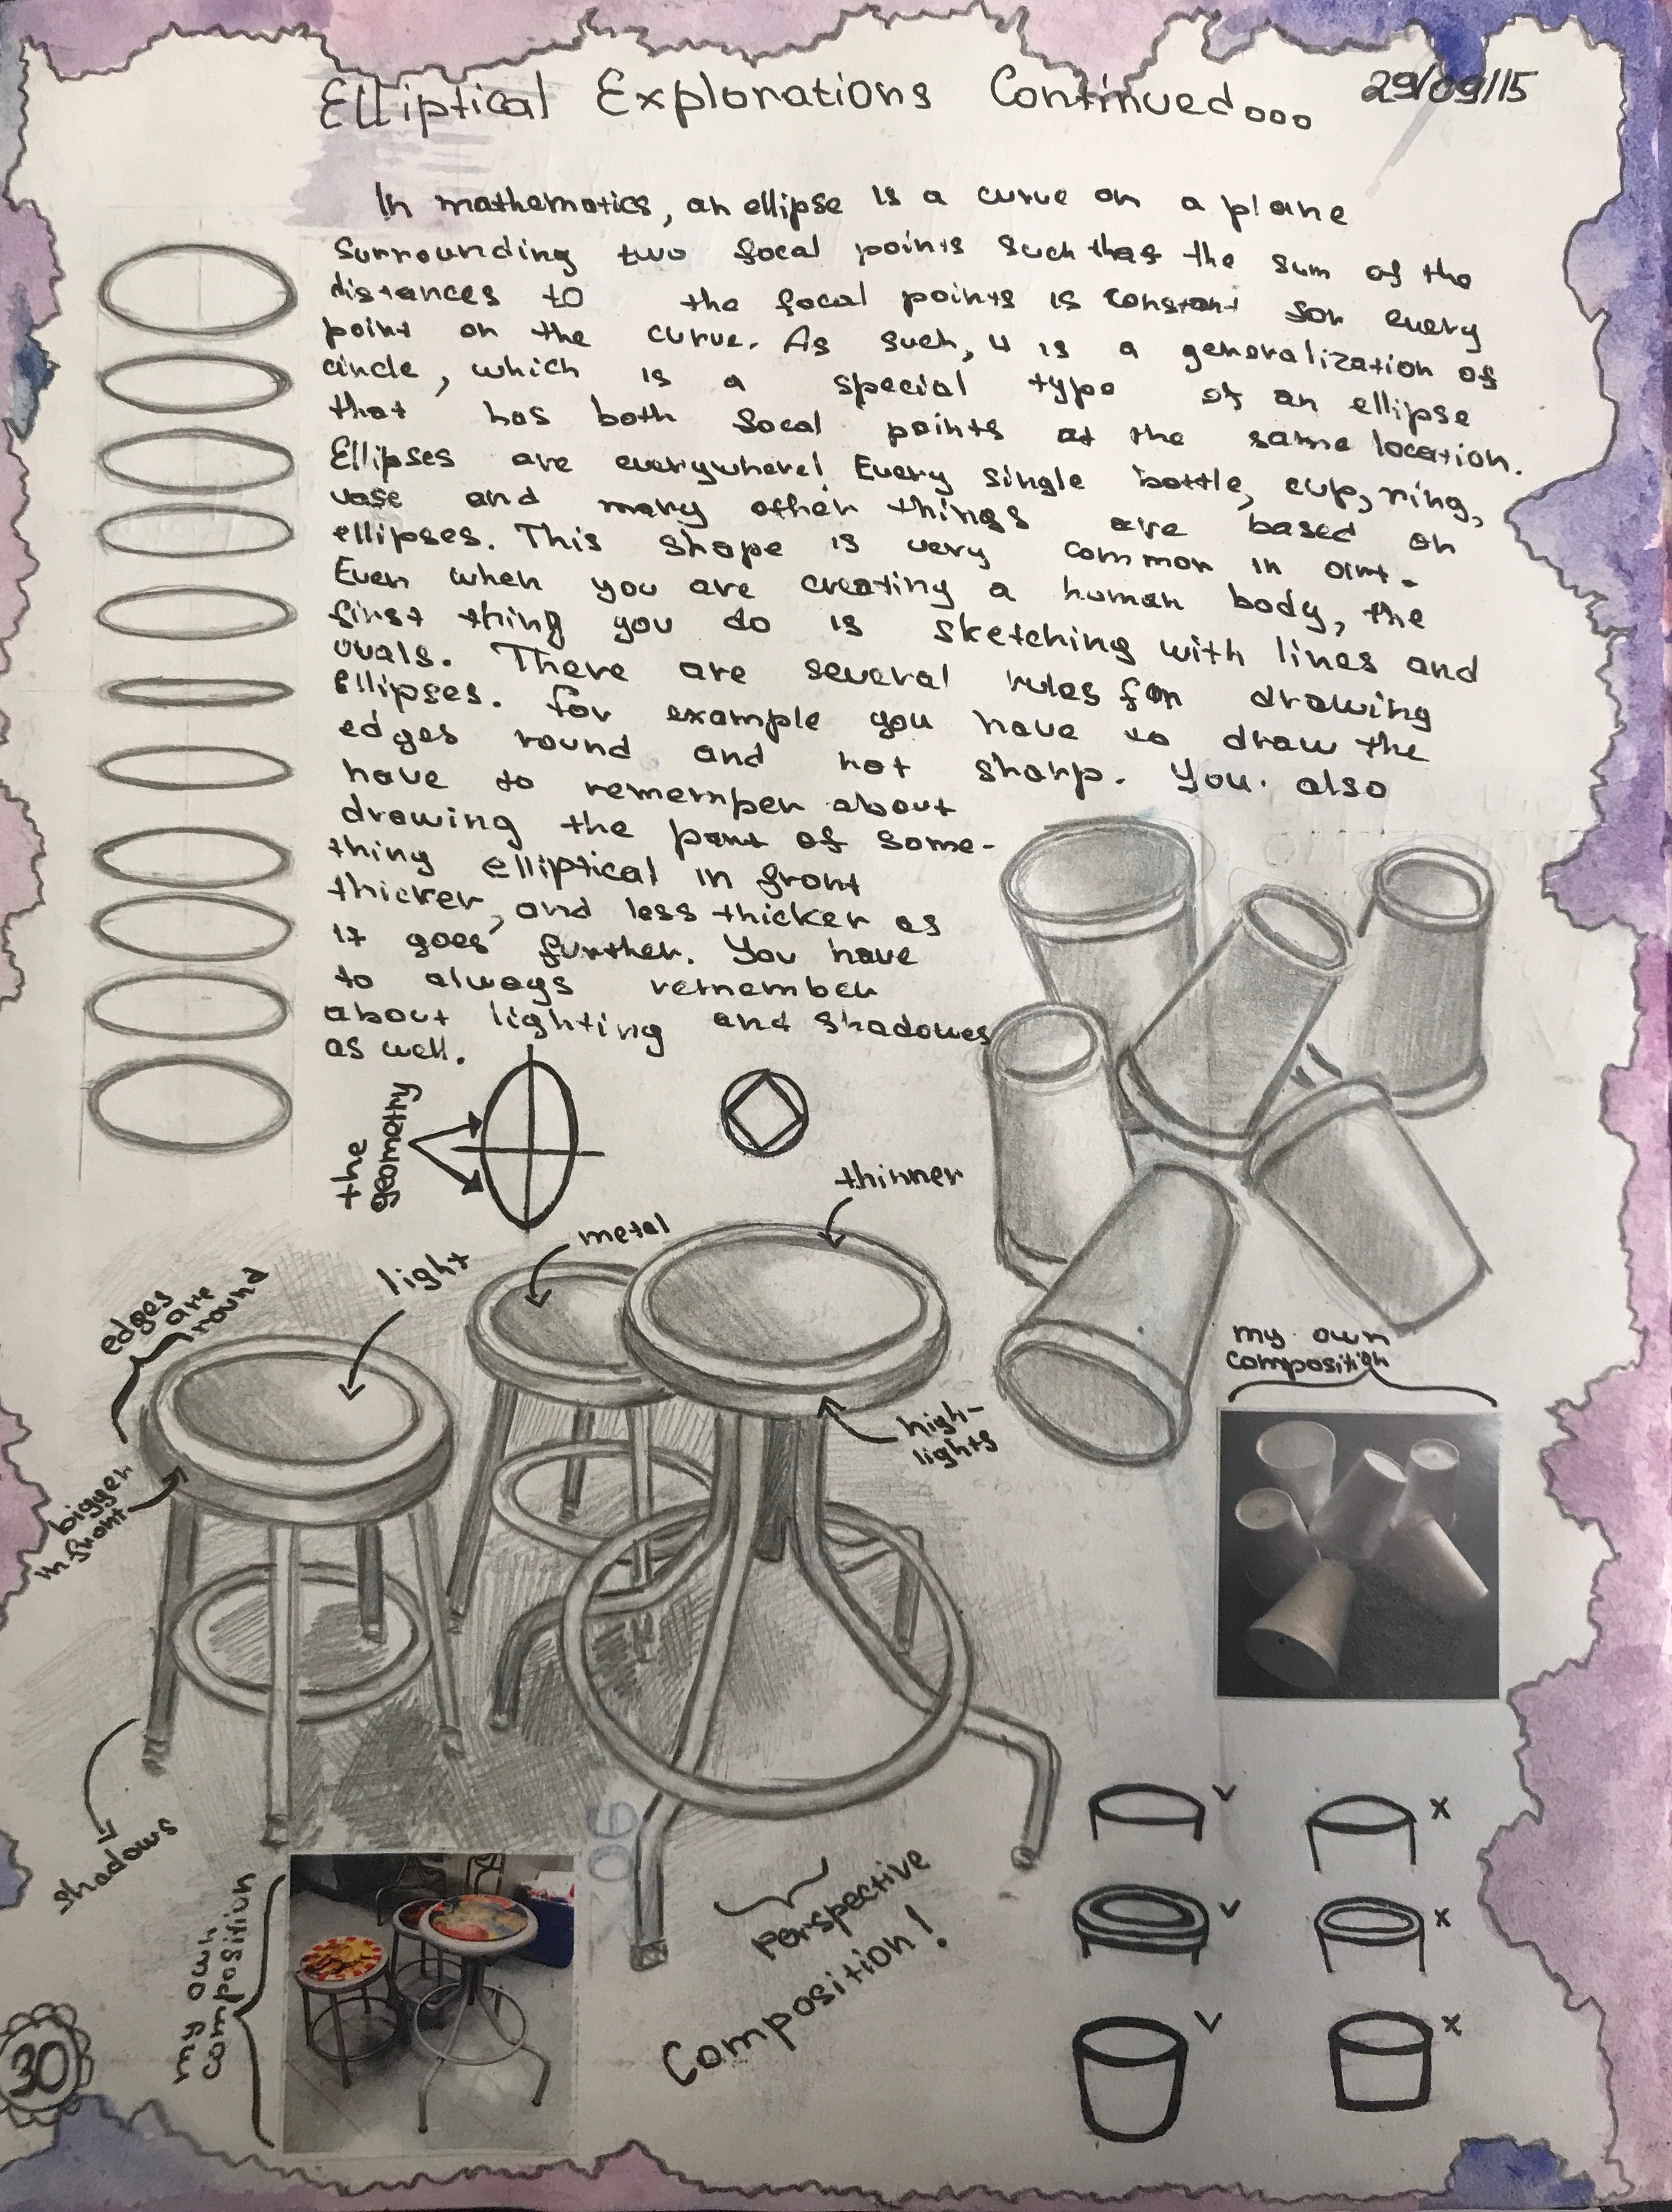 Elliptical Explorations Continued...
29/09/15
In mathematics, an ellipse is a curve on a plane
surrounding two focal points such that the sum of the
distances to the focal points is constant for every
point on the curve. As such, it is a generalization of
circle, which is a special type of an ellipse
that has both focal points at the same location.
Ellipses are everywhere! Every single bottle, cup, ring,
vase and many other things are based on
ellipses. This shape is very common in art.
Even when you are creating a human body, the
first thing you do is sketching with lines and
ovals. There are several rules for drawing
ellipses. For example you have to draw the
edges round and not sharp. You also
have to rememper about
drawing the part of some-
thing elliptical in front
thicker, and less thicker as
it goes further. You have
to always remember
about lighting and shadowes
as well.
the
geometry
thinner
metal
light
edges
are
round
high-
lights
bigger
in front
my own
composition
shadows
my own
composition
perspective
Composition!
V
X
V
X
V
X
30